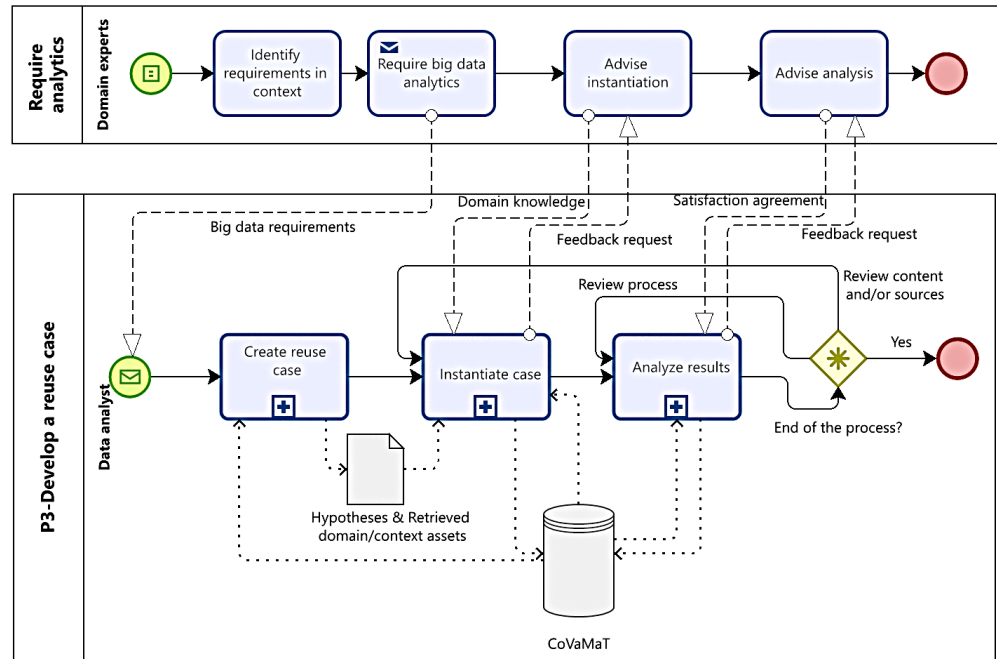 Require
analytics
Domain experts
Identify
requirements in
context
Require big data
analytics
Advise
instantiation
Advise analysis
Big data requirements
Domain knowledge
Feedback request
Satisfaction agreement
Feedback request
P3-Develop a reuse case
Data analyst
Review process
Review content
and/or sources
Create reuse
case
Instantiate case
Analyze results
Yes
End of the process?
Hypotheses & Retrieved
domain/context assets
CoVaMaT